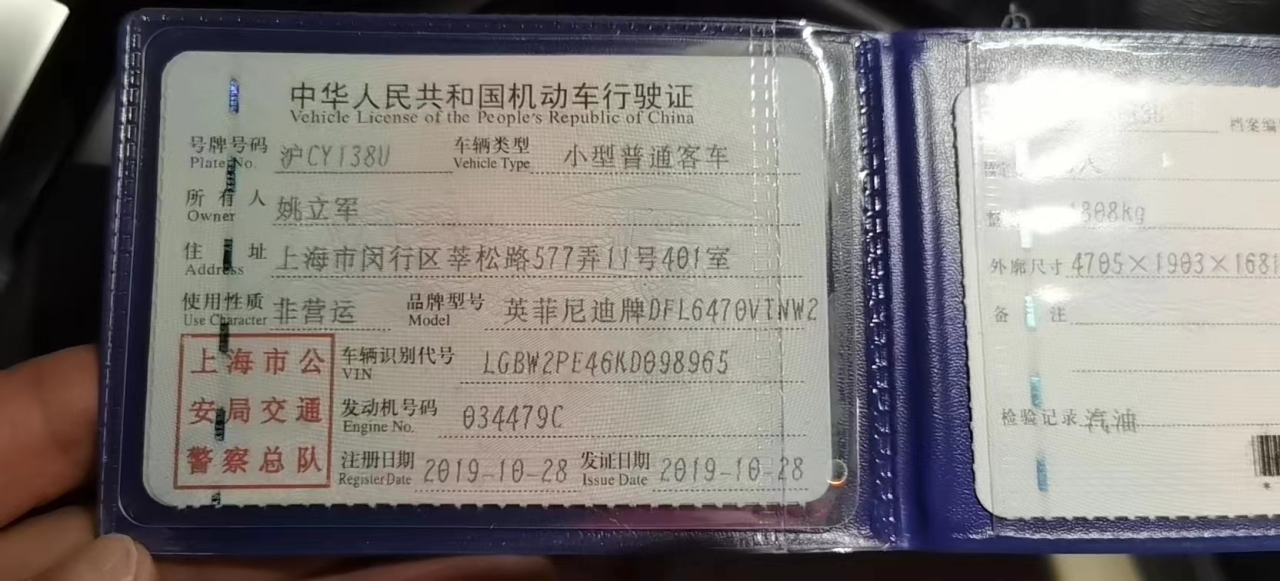 中华人民共和国机动车行驶证
Vehicle License of the People's Republic of China
号牌号码 沪CY138U 车辆类型 小型普通客车
Plate No. Vehicle Type
所有人 姚立军
Owner
住址 上海市闵行区莘松路577弄11号401室
Address
使用性质 非营运 品牌型号 英菲尼迪牌DFL6470VTNW2
Use Character Model
上海市公
安局交通
警察总队
车辆识别代号 LGBW2PE46KD098965
VIN
发动机号码 034479C
Engine No.
注册日期 2019-10-28 发证日期 2019-10-28
Register Date Issue Date
档案编
人
808kg
外廓尺寸 4705×1903×1681
备注
检验记录 汽油